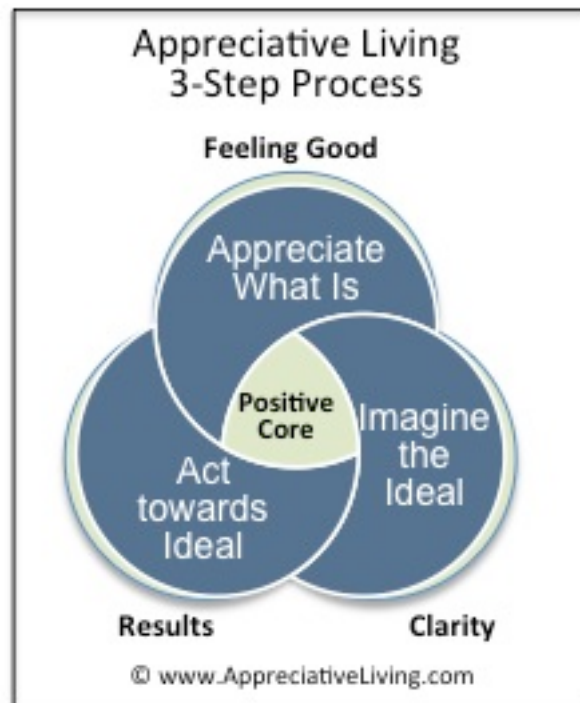 Appreciative Living
3-Step Process
Feeling Good
Appreciate
What Is
Positive
Core
Imagine
the
Ideal
Act
towards
Ideal
Results
Clarity
© www.AppreciativeLiving.com